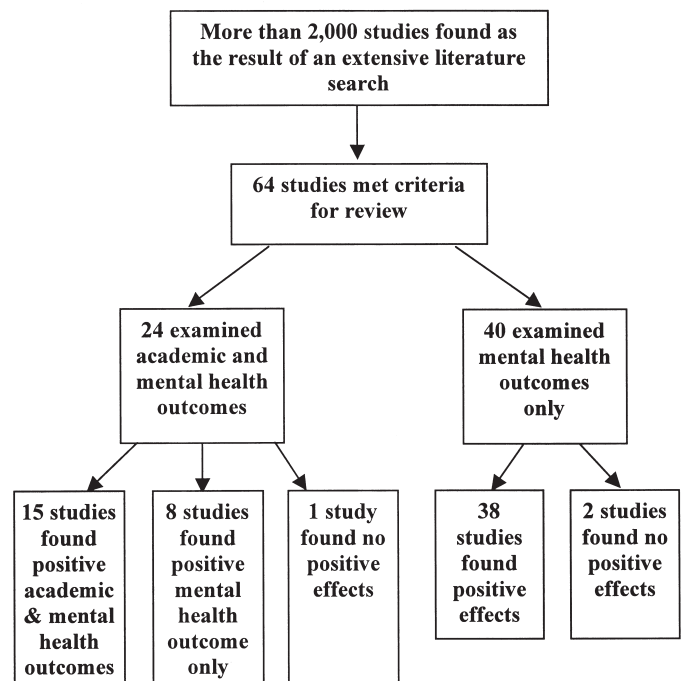 More than 2,000 studies found as
the result of an extensive literature
search
64 studies met criteria
for review
24 examined
academic and
mental health
outcomes
40 examined
mental health
outcomes
only
15 studies
found
positive
academic
& mental
health
outcomes
8 studies
found
positive
mental
health
outcome
only
1 study
found no
positive
effects
38
studies
found
positive
effects
2 studies
found no
positive
effects